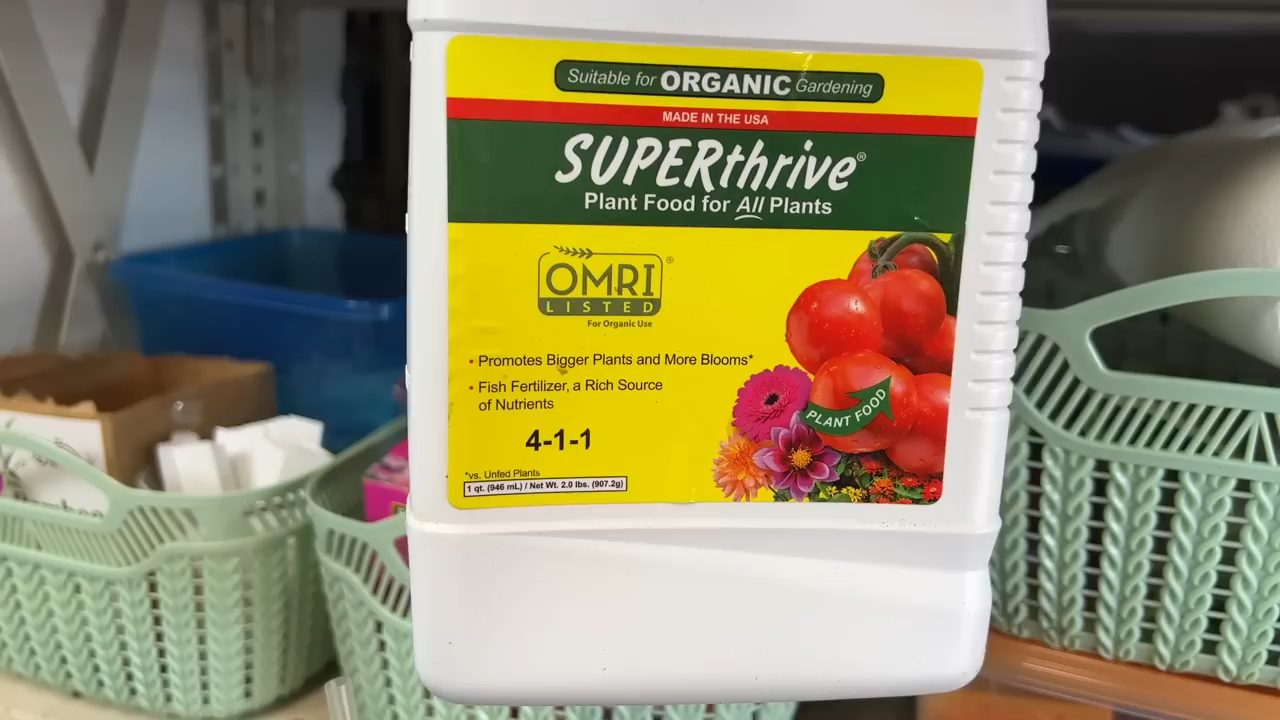 Suitable for ORGANIC Gardening
MADE IN THE USA
SUPERthrive®
Plant Food for All Plants
OMRI®
LISTED
For Organic Use
• Promotes Bigger Plants and More Blooms*
• Fish Fertilizer, a Rich Source
of Nutrients
PLANT FOOD
4-1-1
*vs. Unfed Plants
1 qt. (946 mL) / Net Wt. 2.0 lbs. (907.2g)